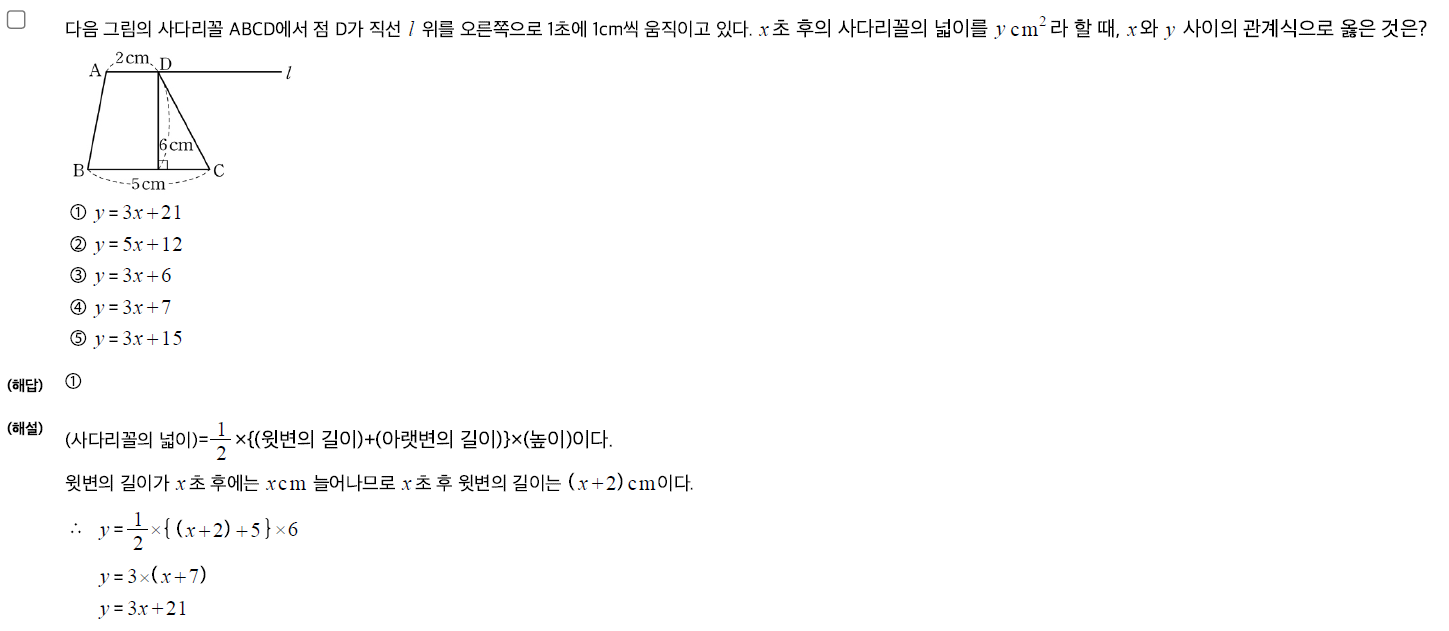 다음 그림의 사다리꼴 ABCD에서 점 D가 직선 l 위를 오른쪽으로 1초에 1cm씩 움직이고 있다. x초 후의 사다리꼴의 넓이를 y cm²라 할 때, x와 y 사이의 관계식으로 옳은 것은?
2cm
A D l
6cm
B C
5cm
① y=3x+21
② y=5x+12
③ y=3x+6
④ y=3x+7
⑤ y=3x+15
(해답) ①
(해설) (사다리꼴의 넓이)=1/2×{(윗변의 길이)+(아랫변의 길이)}×(높이)이다.
윗변의 길이가 x초 후에는 xcm 늘어나므로 x초 후 윗변의 길이는 (x+2)cm이다.
∴ y=1/2×{(x+2)+5}×6
y=3×(x+7)
y=3x+21